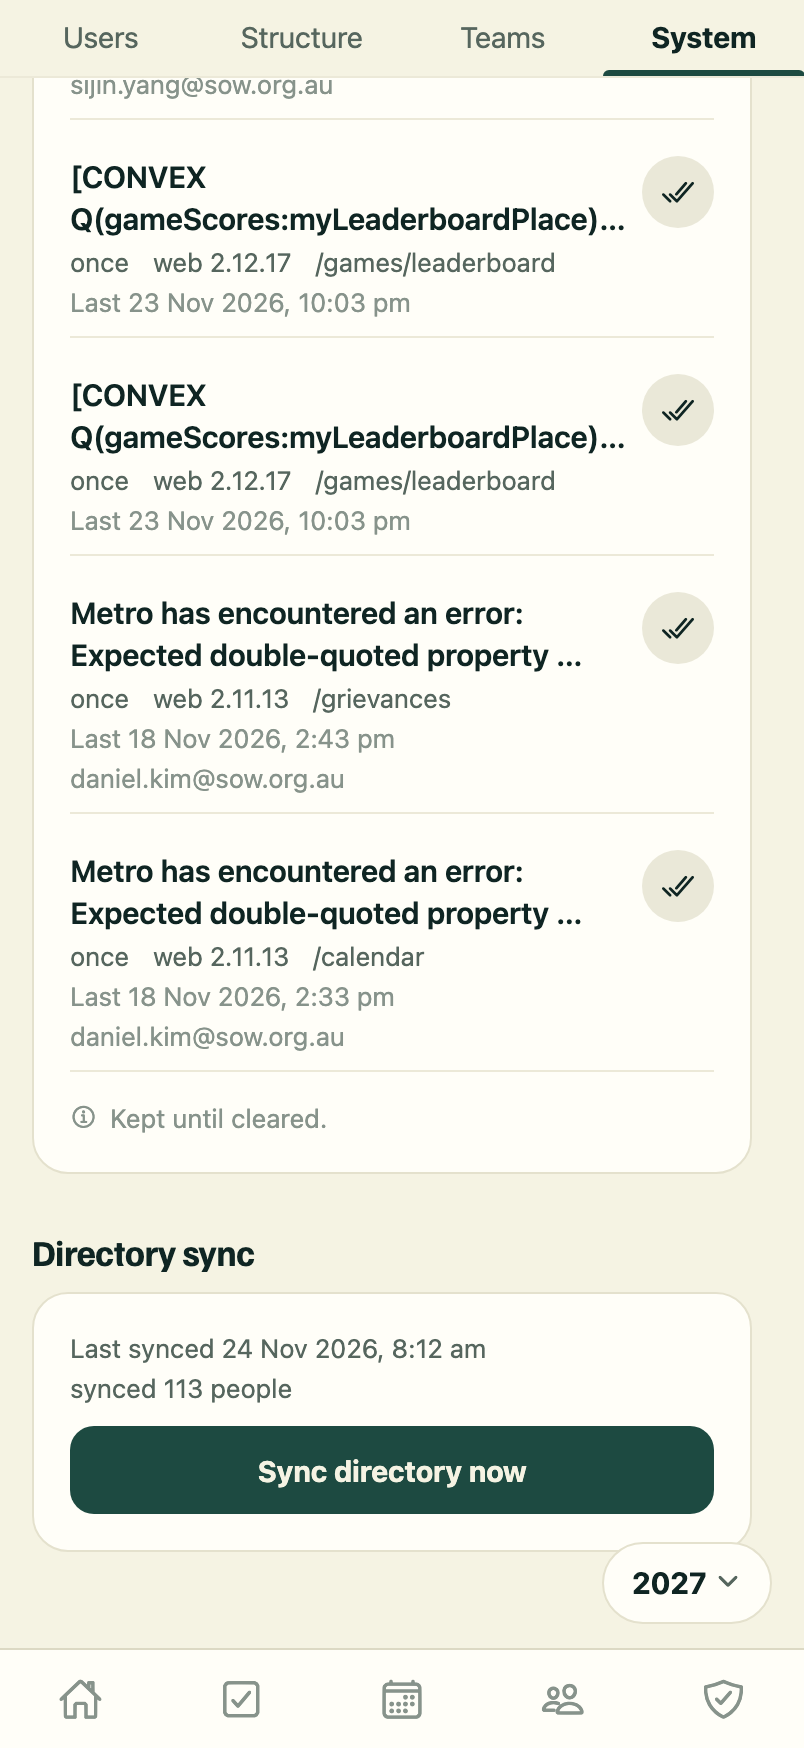 Users
Structure
Teams
System
sijin.yang@sow.org.au
[CONVEX
Q(gameScores:myLeaderboardPlace)...
once web 2.12.17 /games/leaderboard
Last 23 Nov 2026, 10:03 pm
[CONVEX
Q(gameScores:myLeaderboardPlace)...
once web 2.12.17 /games/leaderboard
Last 23 Nov 2026, 10:03 pm
Metro has encountered an error:
Expected double-quoted property ...
once web 2.11.13 /grievances
Last 18 Nov 2026, 2:43 pm
daniel.kim@sow.org.au
Metro has encountered an error:
Expected double-quoted property ...
once web 2.11.13 /calendar
Last 18 Nov 2026, 2:33 pm
daniel.kim@sow.org.au
Kept until cleared.
Directory sync
Last synced 24 Nov 2026, 8:12 am
synced 113 people
Sync directory now
2027